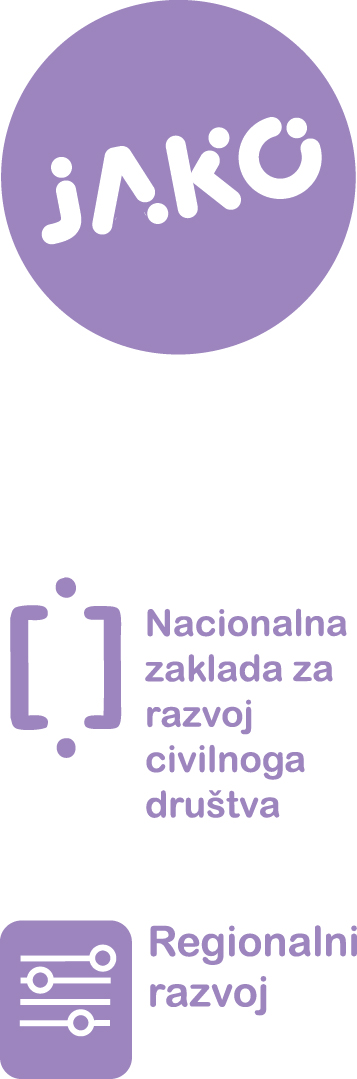 jAKO
Nacionalna
zaklada za
razvoj
civilnoga
društva
Regionalni
razvoj